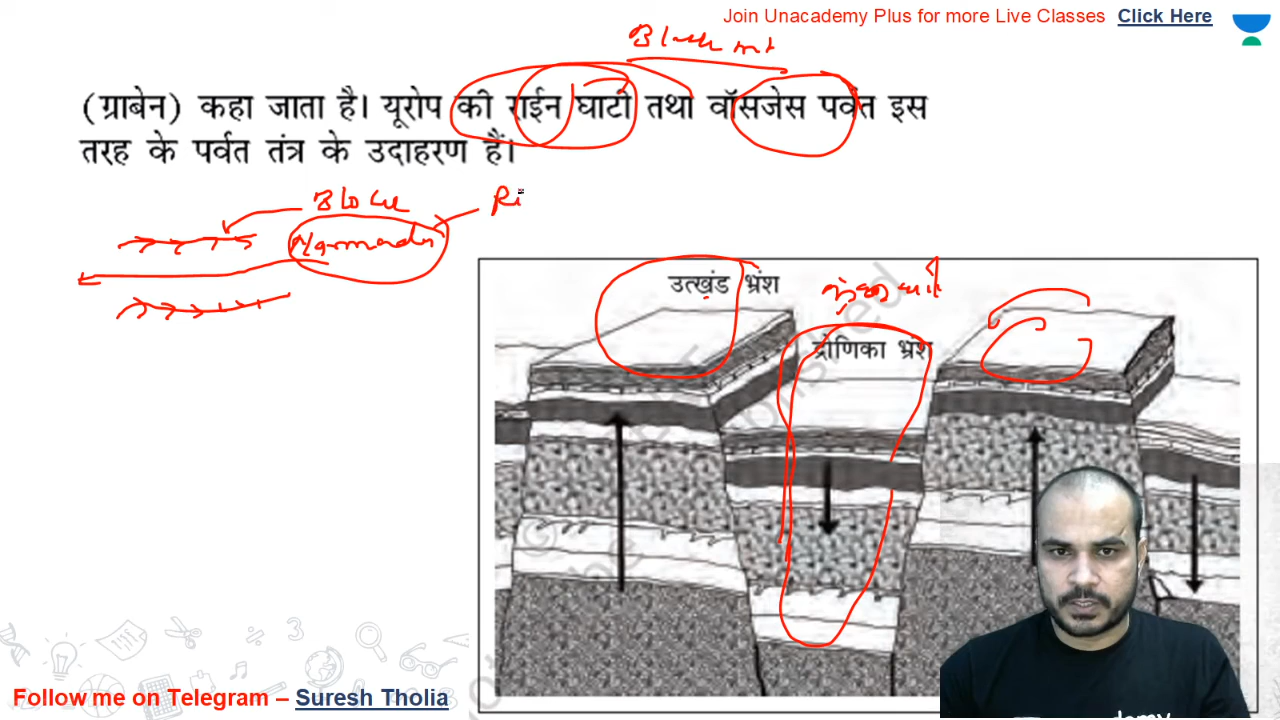 Join Unacademy Plus for more Live Classes Click Here
Block mt
(ग्राबेन) कहा जाता है। यूरोप की राईन घाटी तथा वॉसजेस पर्वत इस
तरह के पर्वत तंत्र के उदाहरण हैं।
Block
Ri
Narmada
उत्खंड भ्रंश
द्रोणिका भ्रंश
Follow me on Telegram – Suresh Tholia